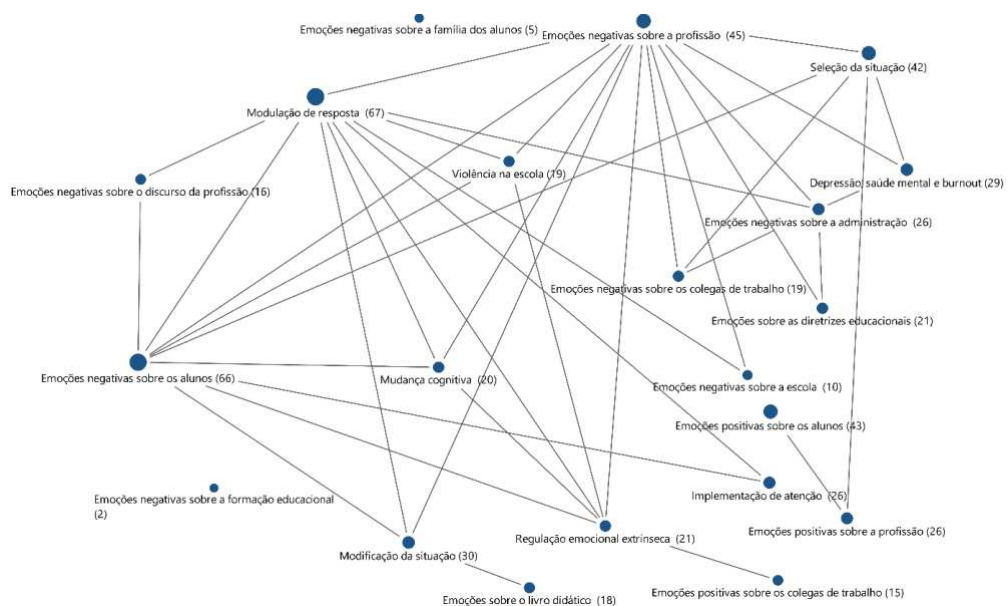 Emoções negativas sobre a família dos alunos (5)
Emoções negativas sobre a profissão (45)
Seleção da situação (42)
Modulação de resposta (67)
Violência na escola (19)
Emoções negativas sobre o discurso da profissão (16)
Depressão, saúde mental e burnout (29)
Emoções negativas sobre a administração (26)
Emoções negativas sobre os colegas de trabalho (19)
Emoções sobre as diretrizes educacionais (21)
Emoções negativas sobre os alunos (66)
Mudança cognitiva (20)
Emoções negativas sobre a escola (10)
Emoções positivas sobre os alunos (43)
Emoções negativas sobre a formação educacional
(2)
Implementação de atenção (26)
Emoções positivas sobre a profissão (26)
Regulação emocional extrínseca (21)
Modificação da situação (30)
Emoções sobre o livro didático (18)
Emoções positivas sobre os colegas de trabalho (15)